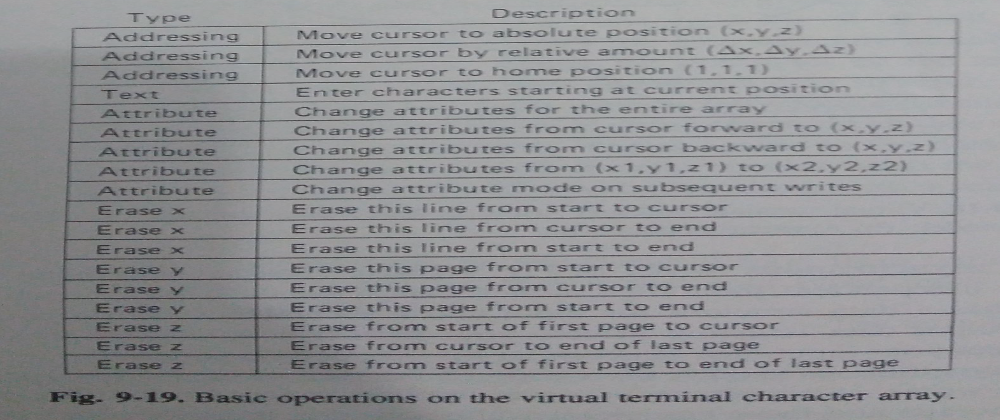 Type Description
Addressing Move cursor to absolute position (x,y,z)
Addressing Move cursor by relative amount (Δx,Δy,Δz)
Addressing Move cursor to home position (1,1,1)
Text Enter characters starting at current position
Attribute Change attributes for the entire array
Attribute Change attributes from cursor forward to (x,y,z)
Attribute Change attributes from cursor backward to (x,y,z)
Attribute Change attributes from (x1,y1,z1) to (x2,y2,z2)
Attribute Change attribute mode on subsequent writes
Erase x Erase this line from start to cursor
Erase x Erase this line from cursor to end
Erase x Erase this line from start to end
Erase y Erase this page from start to cursor
Erase y Erase this page from cursor to end
Erase y Erase this page from start to end
Erase z Erase from start of first page to cursor
Erase z Erase from cursor to end of last page
Erase z Erase from start of first page to end of last page
Fig. 9-19. Basic operations on the virtual terminal character array.